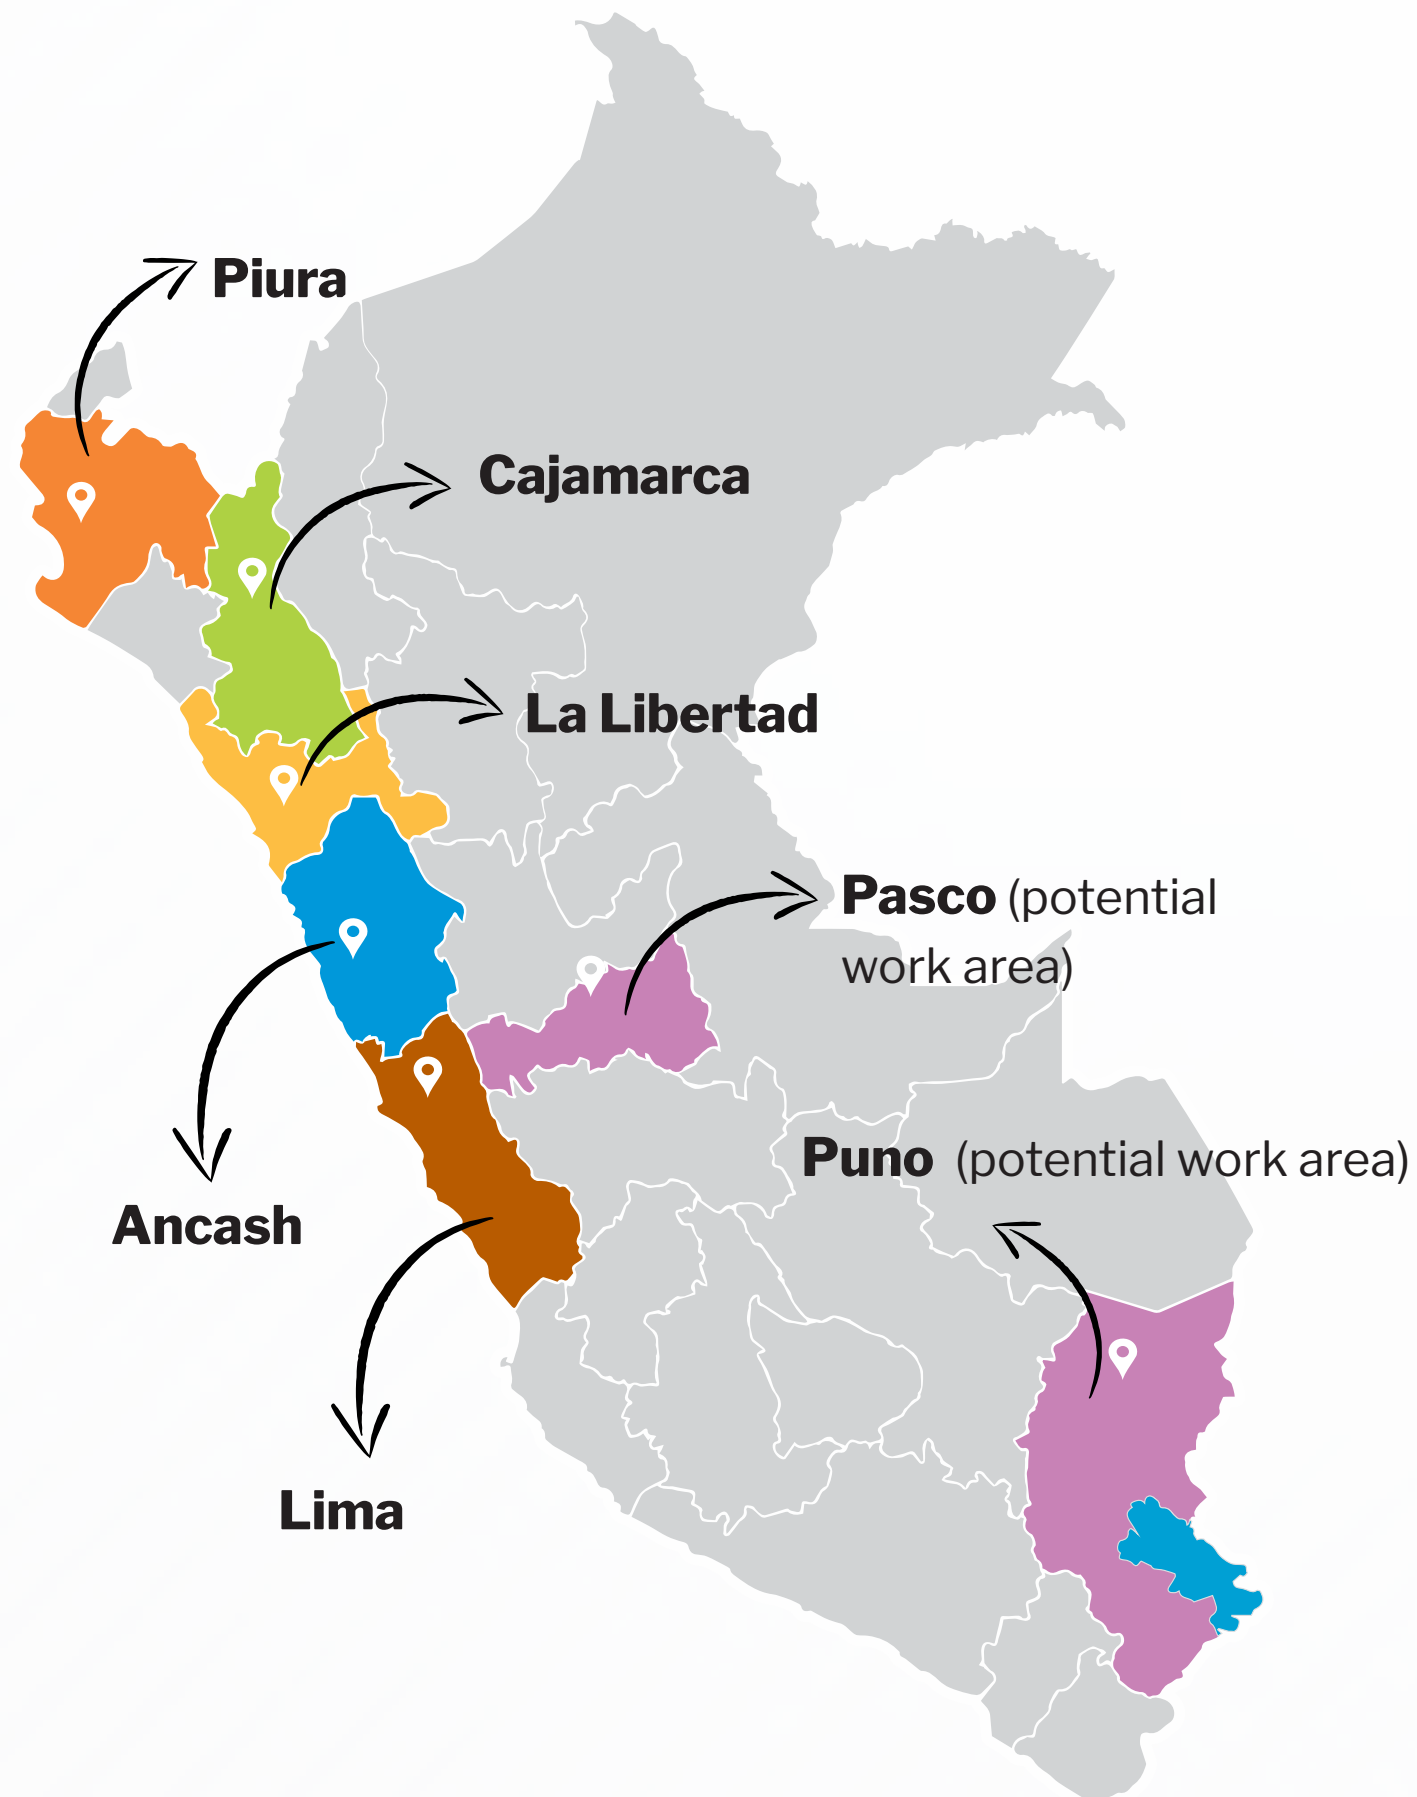 Piura
Cajamarca
La Libertad
Pasco (potential
work area)
Puno (potential work area)
Ancash
Lima